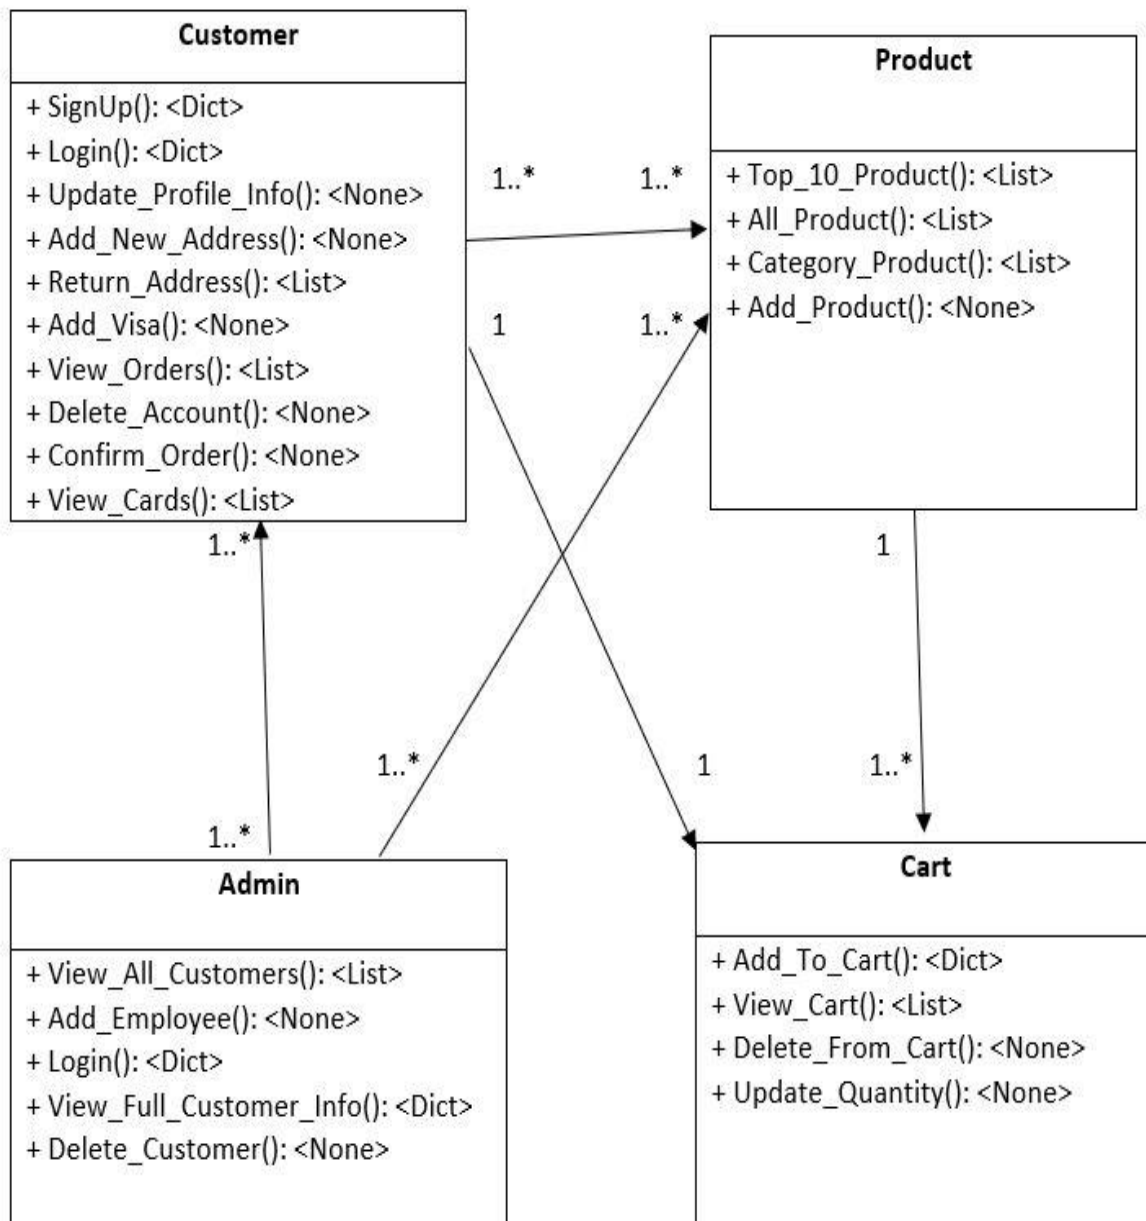 Customer
+ SignUp(): <Dict>
+ Login(): <Dict>
+ Update_Profile_Info(): <None>
+ Add_New_Address(): <None>
+ Return_Address(): <List>
+ Add_Visa(): <None>
+ View_Orders(): <List>
+ Delete_Account(): <None>
+ Confirm_Order(): <None>
+ View_Cards(): <List>
Product
+ Top_10_Product(): <List>
+ All_Product(): <List>
+ Category_Product(): <List>
+ Add_Product(): <None>
1..*
1..*
1
1..*
1..*
1
1..*
1
1..*
1..*
Admin
+ View_All_Customers(): <List>
+ Add_Employee(): <None>
+ Login(): <Dict>
+ View_Full_Customer_Info(): <Dict>
+ Delete_Customer(): <None>
Cart
+ Add_To_Cart(): <Dict>
+ View_Cart(): <List>
+ Delete_From_Cart(): <None>
+ Update_Quantity(): <None>